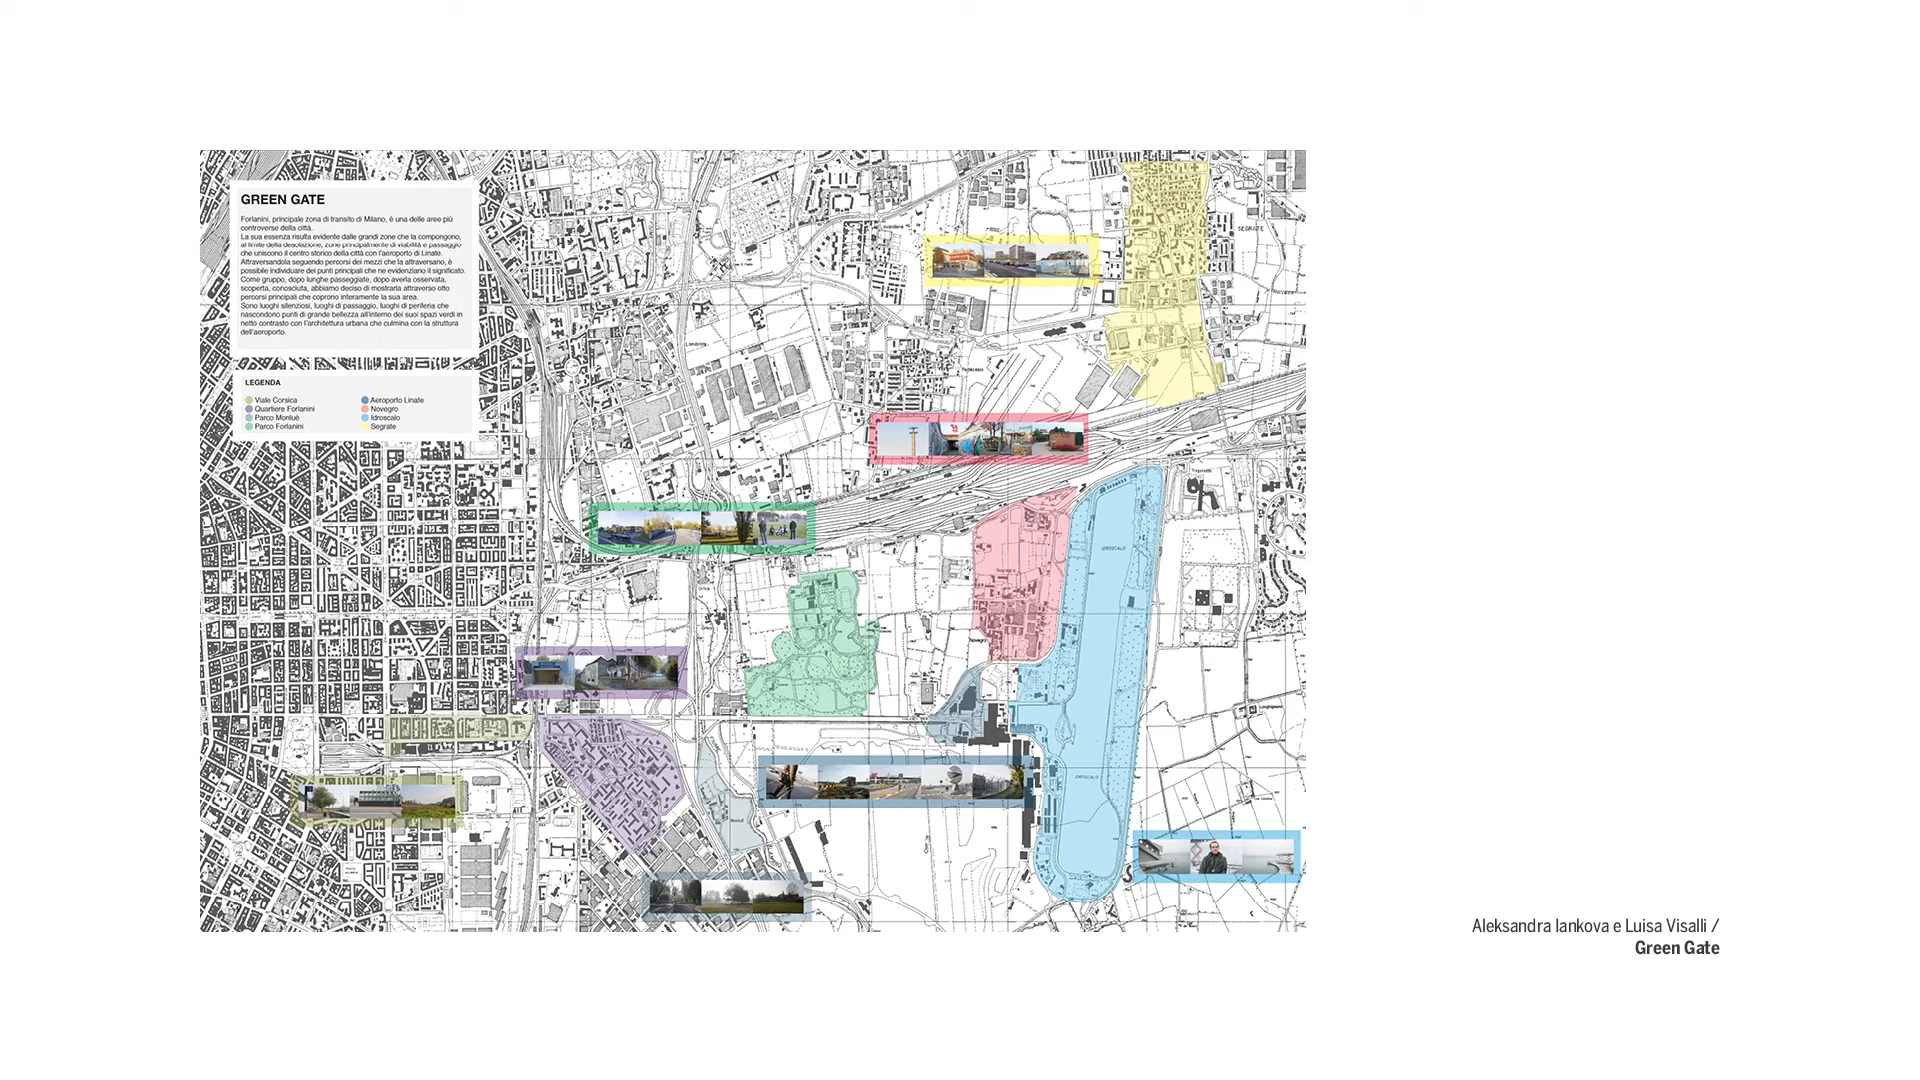 GREEN GATE
Forlanini, principale zona di transito di Milano, è una delle aree più
controverse della città.
La sua essenza risulta evidente dalle grandi zone che la compongono,
al limite della desolazione, zone principalmente di viabilità e passaggio
che uniscono il centro storico della città con l'aeroporto di Linate.
Attraversandola seguendo percorsi dei mezzi che la attraversano, è
possibile individuare dei punti principali che ne evidenziano il significato.
Come gruppo, dopo lunghe passeggiate, dopo averla osservata,
scoperta, conosciuta, abbiamo deciso di mostrarla attraverso otto
percorsi principali che coprono interamente la sua area.
Sono luoghi silenziosi, luoghi di passaggio, luoghi di periferia che
nascondono punti di grande bellezza all'interno dei suoi spazi verdi in
netto contrasto con l'architettura urbana che culmina con la struttura
dell'aeroporto.
LEGENDA
Viale Corsica
Quartiere Forlanini
Parco Monluè
Parco Forlanini
Aeroporto Linate
Novegro
Idroscalo
Segrate
SEGRATE
Lambrate
IDROSCALO
Novegro
IDROSCALO
Aleksandra Iankova e Luisa Visalli /
Green Gate